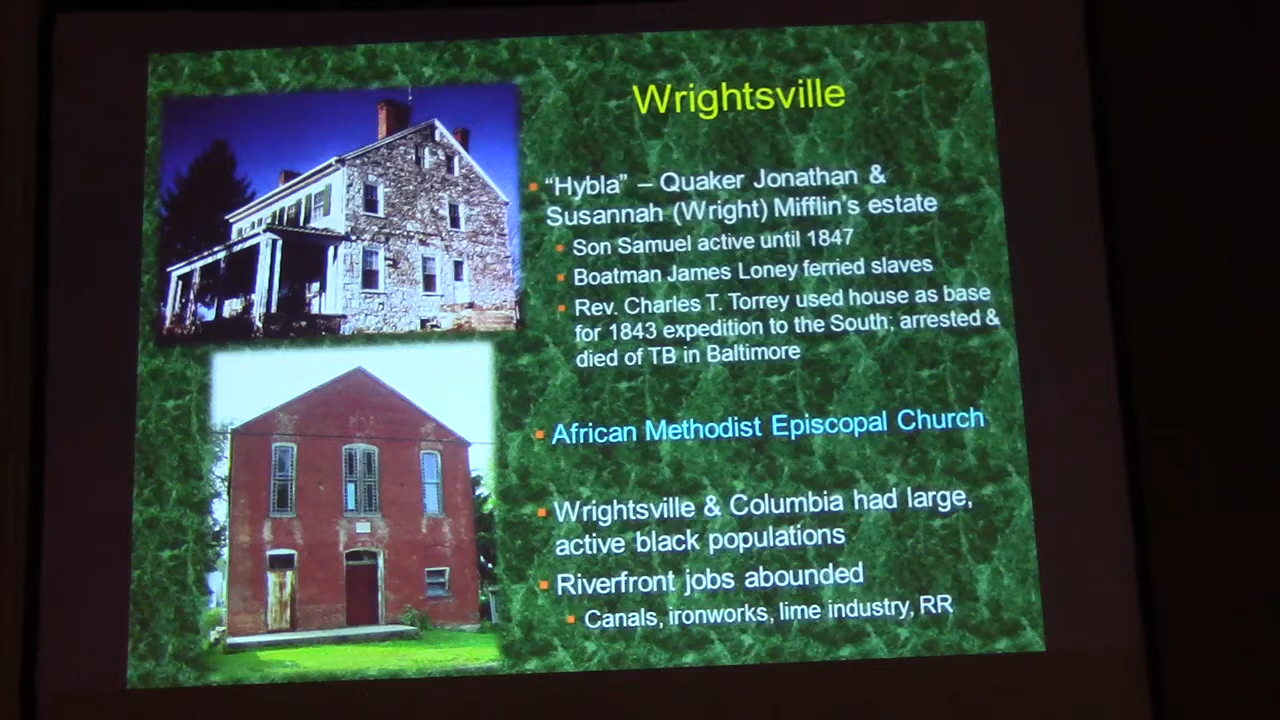 Wrightsville
“Hybla” – Quaker Jonathan &
Susannah (Wright) Mifflin's estate
Son Samuel active until 1847
Boatman James Loney ferried slaves
Rev. Charles T. Torrey used house as base
for 1843 expedition to the South; arrested &
died of TB in Baltimore
African Methodist Episcopal Church
Wrightsville & Columbia had large,
active black populations
Riverfront jobs abounded
Canals, ironworks, lime industry, RR